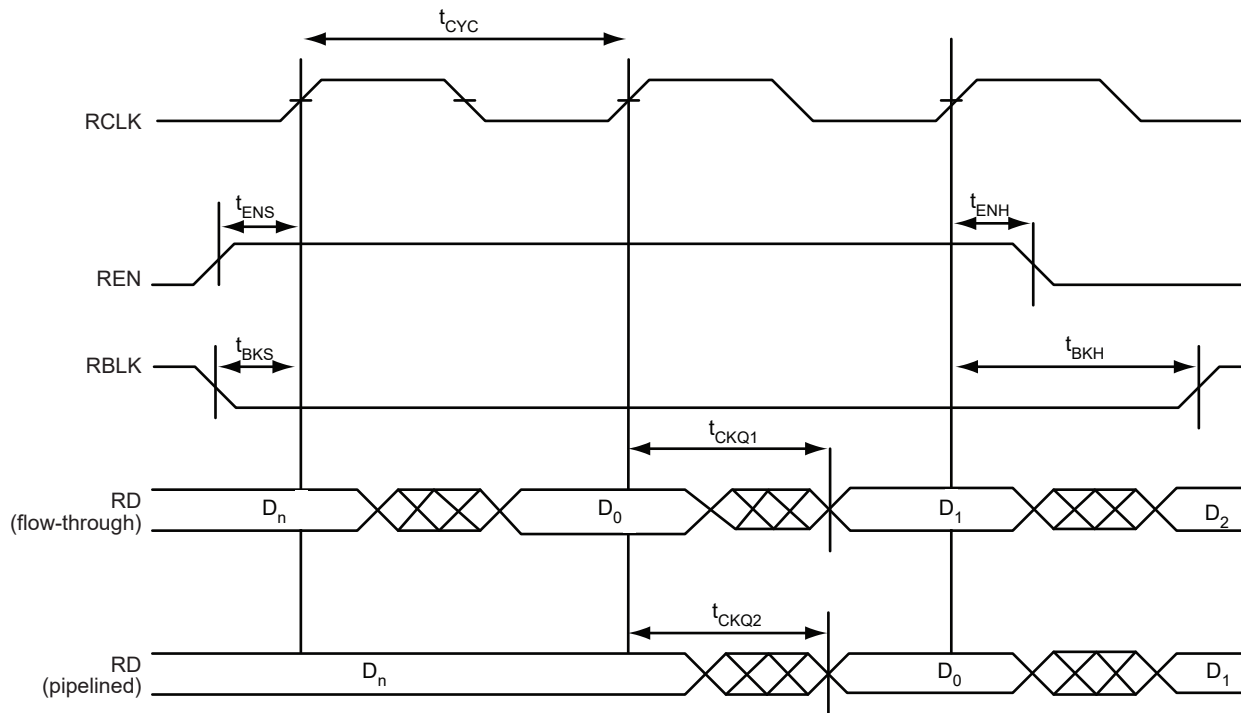 tCYC
RCLK
tENS
tENH
REN
tBKS
tBKH
RBLK
tCKQ1
RD
(flow-through)
Dn
D0
D1
D2
tCKQ2
RD
(pipelined)
Dn
D0
D1